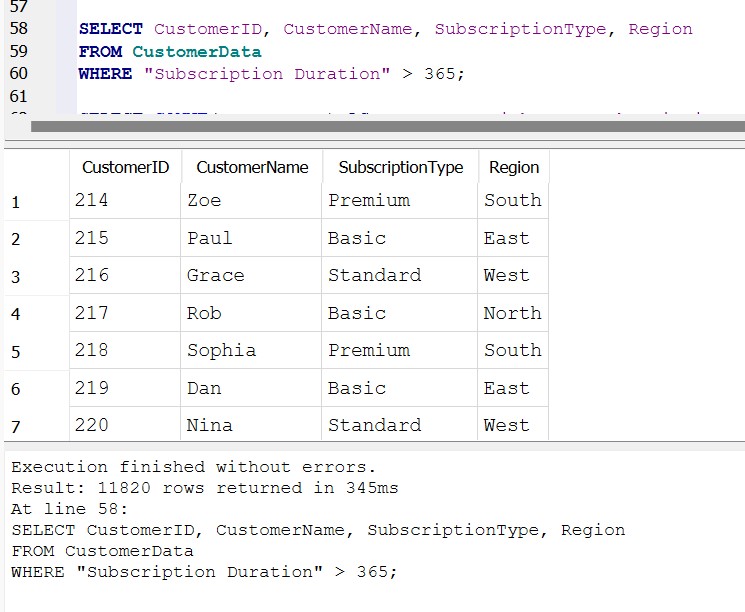 57
58 SELECT CustomerID, CustomerName, SubscriptionType, Region
59 FROM CustomerData
60 WHERE "Subscription Duration" > 365;
61
CustomerID CustomerName SubscriptionType Region
1 214 Zoe Premium South
2 215 Paul Basic East
3 216 Grace Standard West
4 217 Rob Basic North
5 218 Sophia Premium South
6 219 Dan Basic East
7 220 Nina Standard West
Execution finished without errors.
Result: 11820 rows returned in 345ms
At line 58:
SELECT CustomerID, CustomerName, SubscriptionType, Region
FROM CustomerData
WHERE "Subscription Duration" > 365;